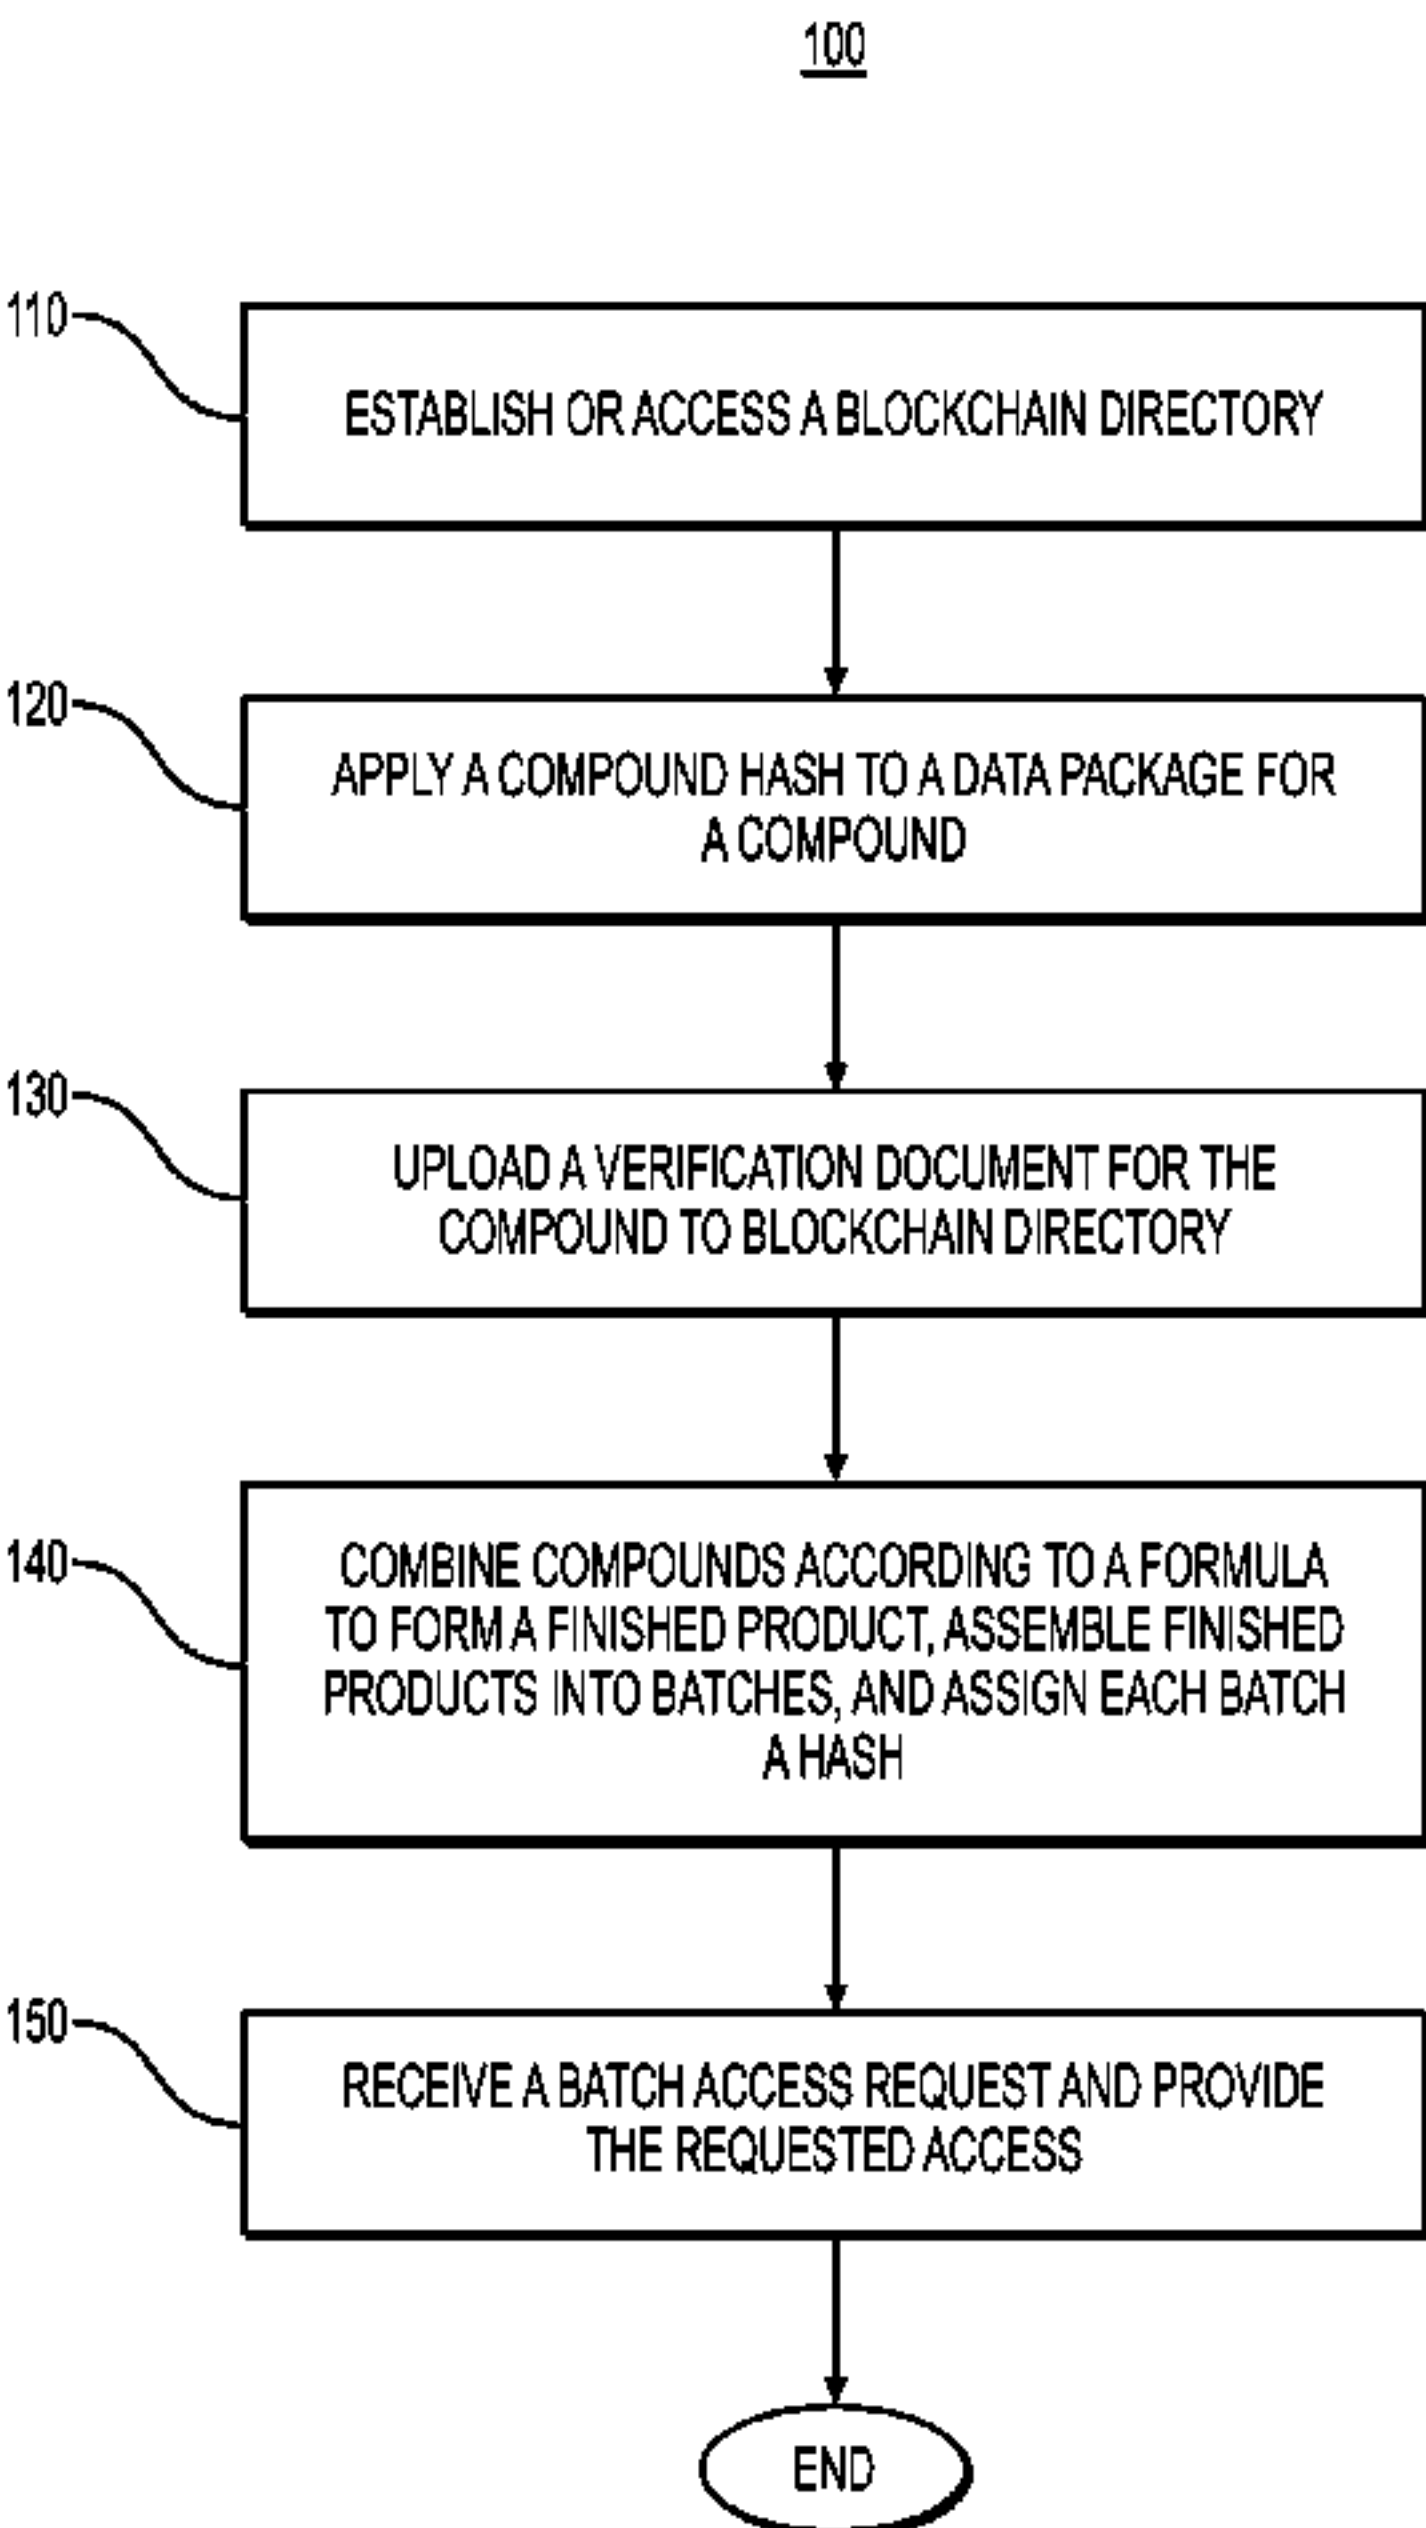 100
110
ESTABLISH OR ACCESS A BLOCKCHAIN DIRECTORY
120
APPLY A COMPOUND HASH TO A DATA PACKAGE FOR
A COMPOUND
130
UPLOAD A VERIFICATION DOCUMENT FOR THE
COMPOUND TO BLOCKCHAIN DIRECTORY
140
COMBINE COMPOUNDS ACCORDING TO A FORMULA
TO FORM A FINISHED PRODUCT, ASSEMBLE FINISHED
PRODUCTS INTO BATCHES, AND ASSIGN EACH BATCH
A HASH
150
RECEIVE A BATCH ACCESS REQUEST AND PROVIDE
THE REQUESTED ACCESS
END